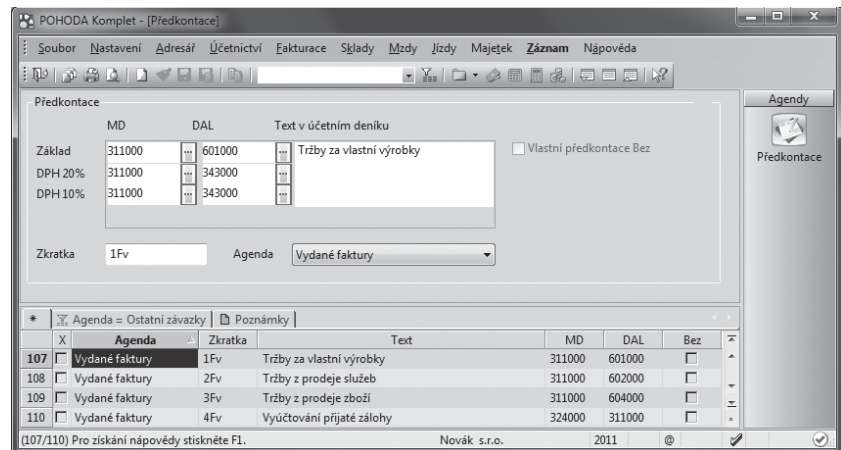 POHODA Komplet - [Předkontace]
Soubor Nastavení Adresář Účetnictví Fakturace Sklady Mzdy Jízdy Majetek Záznam Nápověda
Agendy
Předkontace
Předkontace
MD DAL Text v účetním deníku
Základ 311000 601000 Tržby za vlastní výrobky Vlastní předkontace Bez
DPH 20% 311000 343000
DPH 10% 311000 343000
Zkratka 1Fv Agenda Vydané faktury
* Agenda = Ostatní závazky Poznámky
X Agenda Zkratka Text MD DAL Bez
107 Vydané faktury 1Fv Tržby za vlastní výrobky 311000 601000
108 Vydané faktury 2Fv Tržby z prodeje služeb 311000 602000
109 Vydané faktury 3Fv Tržby z prodeje zboží 311000 604000
110 Vydané faktury 4Fv Vyúčtování přijaté zálohy 324000 311000
(107/110) Pro získání nápovědy stiskněte F1. Novák s.r.o. 2011 @